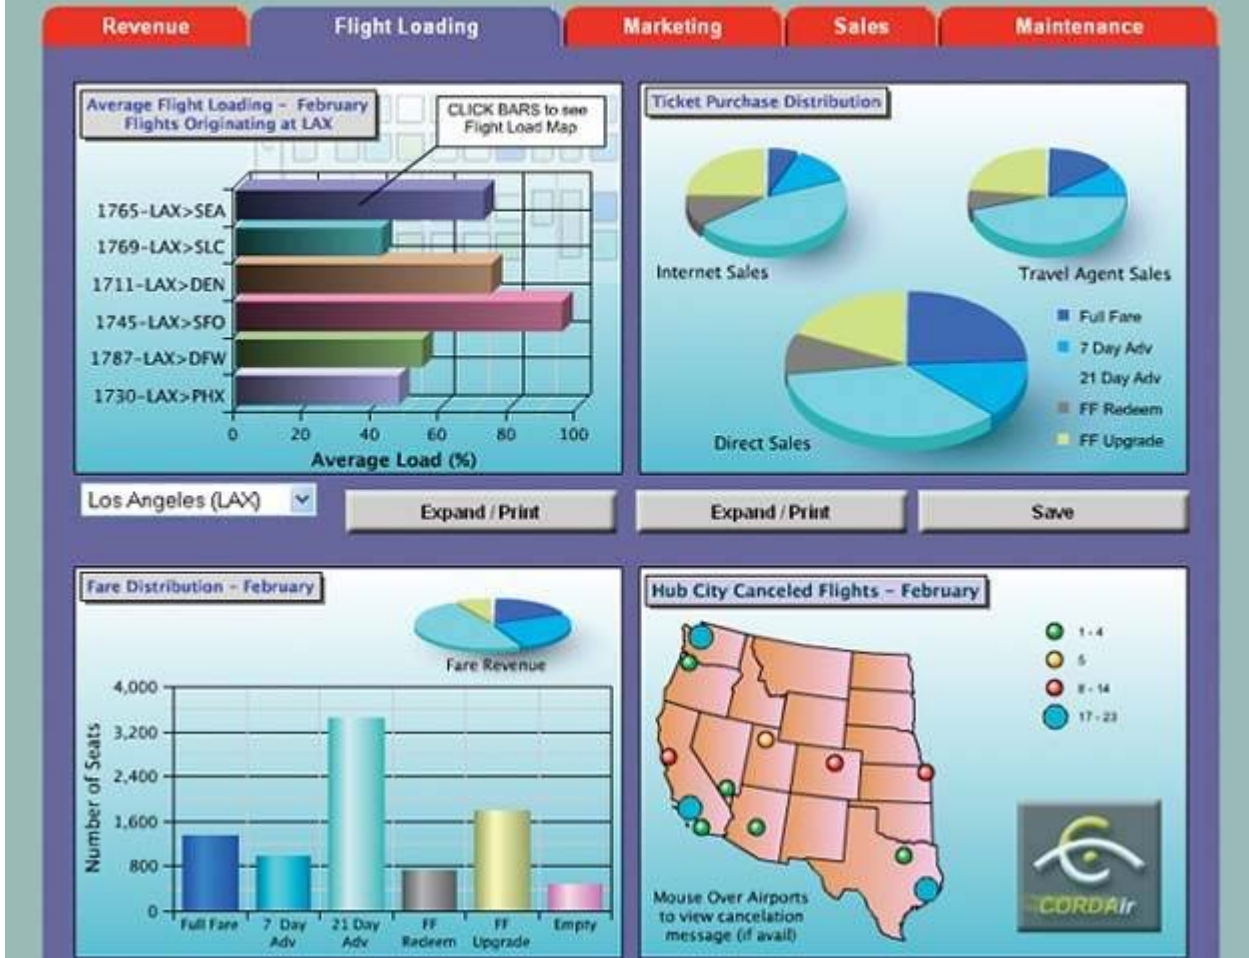 Revenue
Flight Loading
Marketing
Sales
Maintenance
Average Flight Loading - February
Flights Originating at LAX
CLICK BARS to see
Flight Load Map
1765-LAX>SEA
1769-LAX>SLC
1711-LAX>DEN
1745-LAX>SFO
1787-LAX>DFW
1730-LAX>PHX
0 20 40 60 80 100
Average Load (%)
Ticket Purchase Distribution
Internet Sales
Travel Agent Sales
Direct Sales
Full Fare
7 Day Adv
21 Day Adv
FF Redeem
FF Upgrade
Los Angeles (LAX)
Expand / Print
Expand / Print
Save
Fare Distribution - February
Fare Revenue
Number of Seats
4,000
3,200
2,400
1,600
800
0
Full Fare
7 Day
Adv
21 Day
Adv
FF
Redeem
FF
Upgrade
Empty
Hub City Canceled Flights - February
1 - 4
5
8 - 14
17 - 23
Mouse Over Airports
to view cancelation
message (if avail)
CORDAir